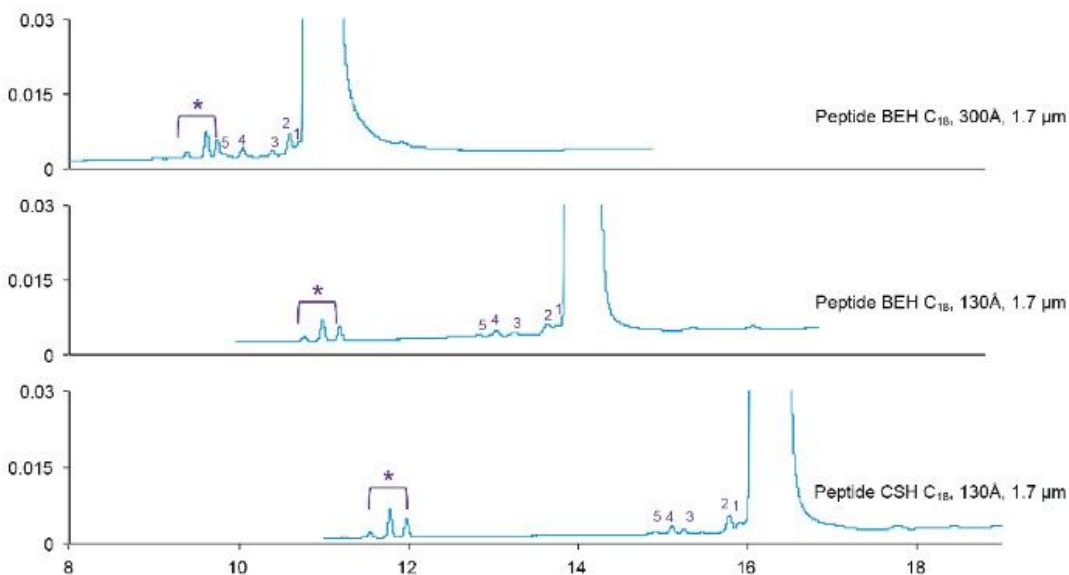 0.03
0.015
0
*
5 4 3 2 1
Peptide BEH C₁₈, 300Å, 1.7 µm
0.03
0.015
0
*
5 4 3 2 1
Peptide BEH C₁₈, 130Å, 1.7 µm
0.03
0.015
0
*
5 4 3 2 1
Peptide CSH C₁₈, 130Å, 1.7 µm
8 10 12 14 16 18